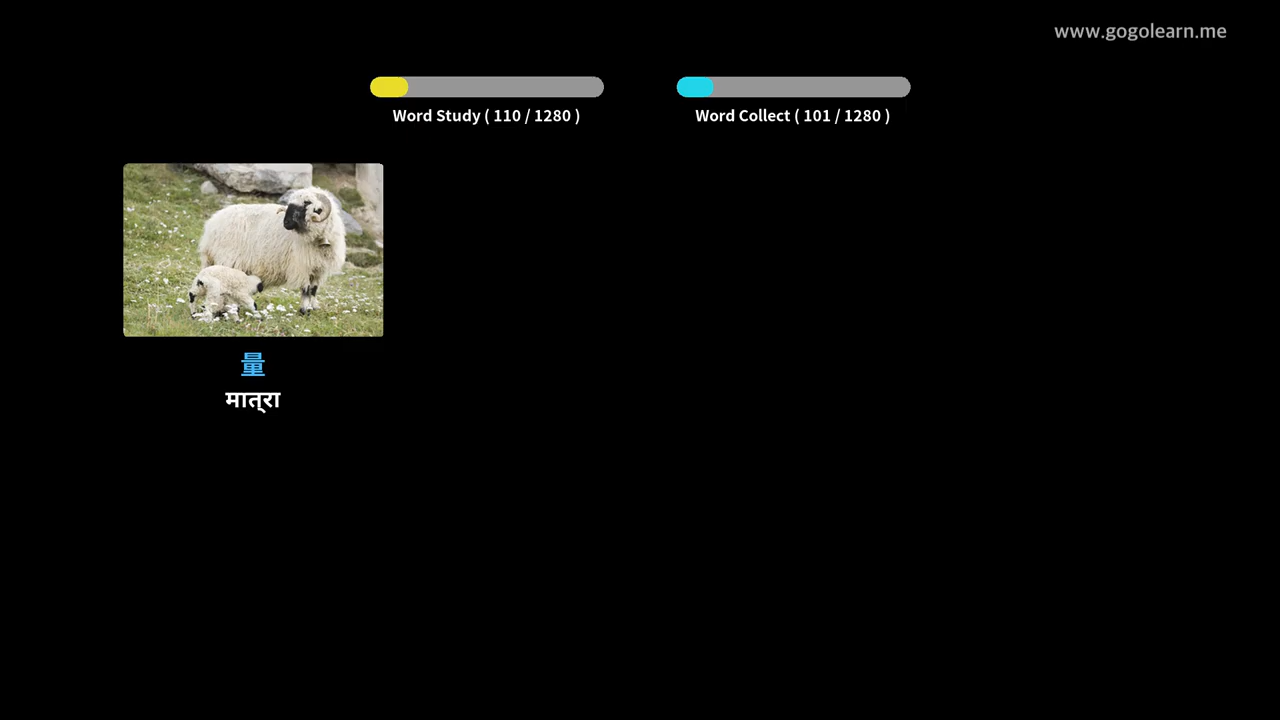 www.gogolearn.me
Word Study ( 110 / 1280 )
Word Collect ( 101 / 1280 )
量
मात्रा